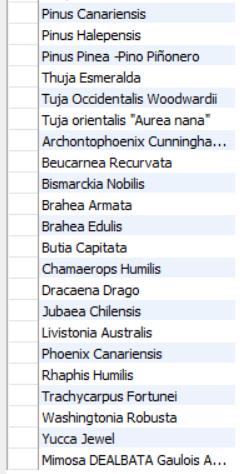 Pinus Canariensis
Pinus Halepensis
Pinus Pinea -Pino Piñonero
Thuja Esmeralda
Tuja Occidentalis Woodwardii
Tuja orientalis "Aurea nana"
Archontophoenix Cunningha...
Beucarnea Recurvata
Bismarckia Nobilis
Brahea Armata
Brahea Edulis
Butia Capitata
Chamaerops Humilis
Dracaena Drago
Jubaea Chilensis
Livistonia Australis
Phoenix Canariensis
Rhaphis Humilis
Trachycarpus Fortunei
Washingtonia Robusta
Yucca Jewel
Mimosa DEALBATA Gaulois A...